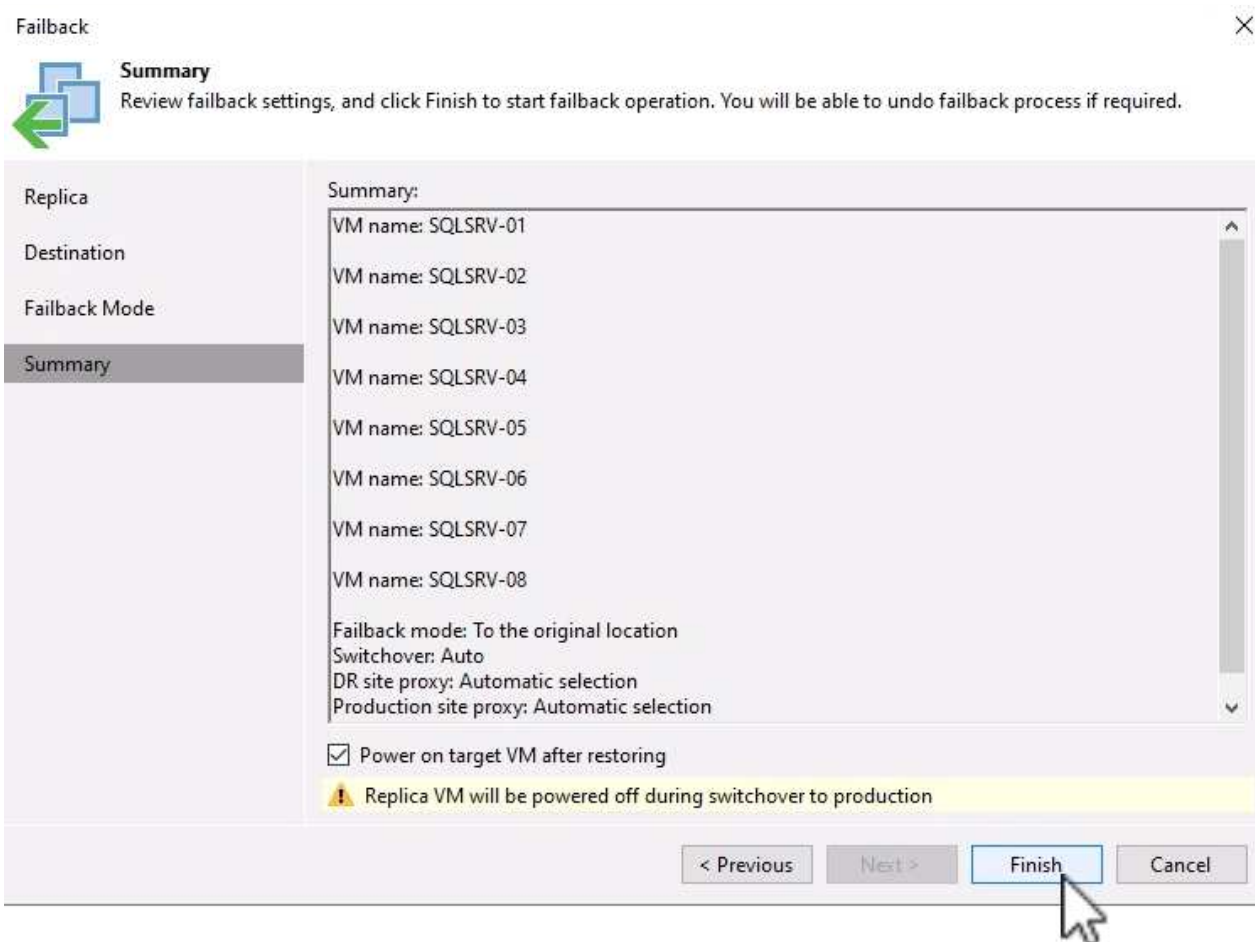 Failback
Summary
Review failback settings, and click Finish to start failback operation. You will be able to undo failback process if required.
Replica
Destination
Failback Mode
Summary
Summary:
VM name: SQLSRV-01
VM name: SQLSRV-02
VM name: SQLSRV-03
VM name: SQLSRV-04
VM name: SQLSRV-05
VM name: SQLSRV-06
VM name: SQLSRV-07
VM name: SQLSRV-08
Failback mode: To the original location
Switchover: Auto
DR site proxy: Automatic selection
Production site proxy: Automatic selection
Power on target VM after restoring
Replica VM will be powered off during switchover to production
< Previous
Next >
Finish
Cancel